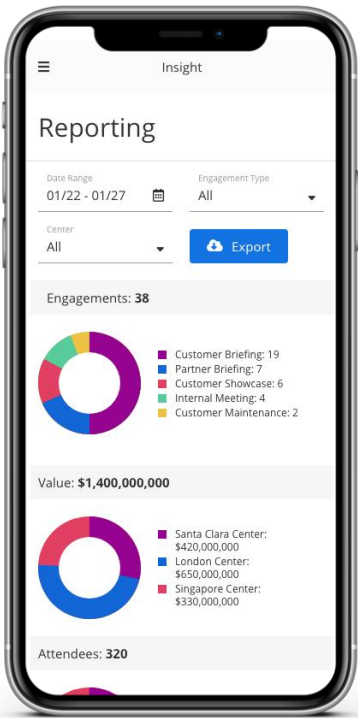 Insight
Reporting
Date Range
01/22 - 01/27
Engagement Type
All
Center
All
Export
Engagements: 38
Customer Briefing: 19
Partner Briefing: 7
Customer Showcase: 6
Internal Meeting: 4
Customer Maintenance: 2
Value: $1,400,000,000
Santa Clara Center:
$420,000,000
London Center:
$650,000,000
Singapore Center:
$330,000,000
Attendees: 320